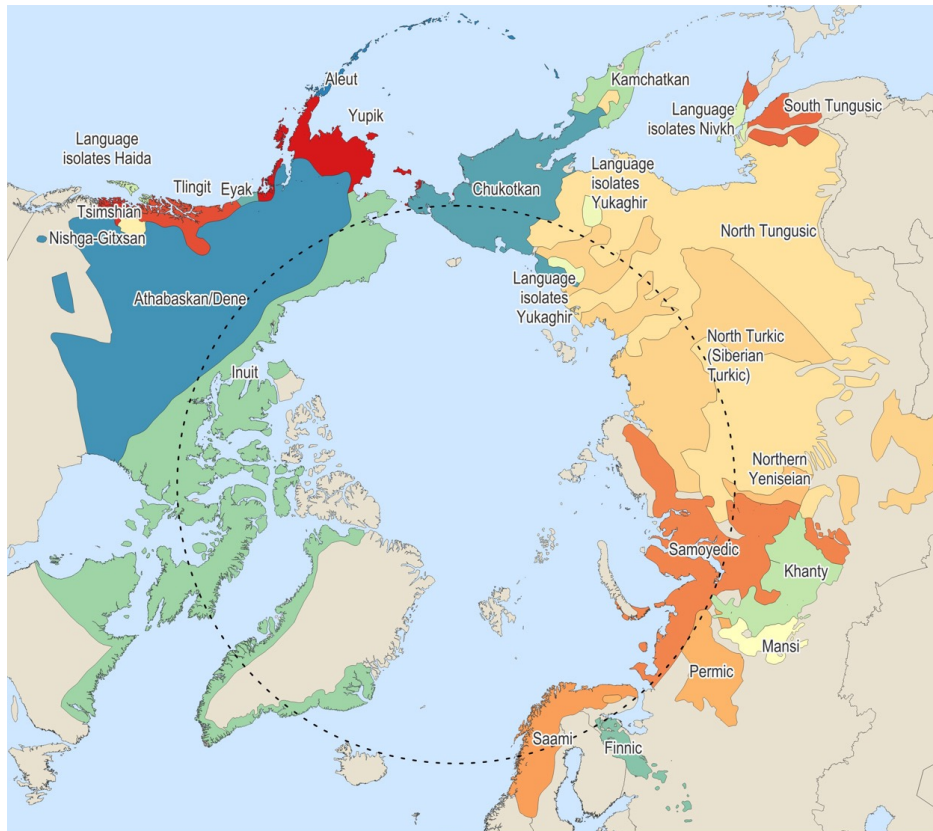 Aleut
Kamchatkan
Yupik
South Tungusic
Language
isolates Nivkh
Language
isolates Haida
Language
isolates
Yukaghir
Tlingit
Eyak
Chukotkan
Tsimshian
Nishga-Gitxsan
North Tungusic
Language
isolates
Yukaghir
Athabaskan/Dene
North Turkic
(Siberian
Turkic)
Inuit
Northern
Yeniseian
Samoyedic
Khanty
Mansi
Permic
Saami
Finnic